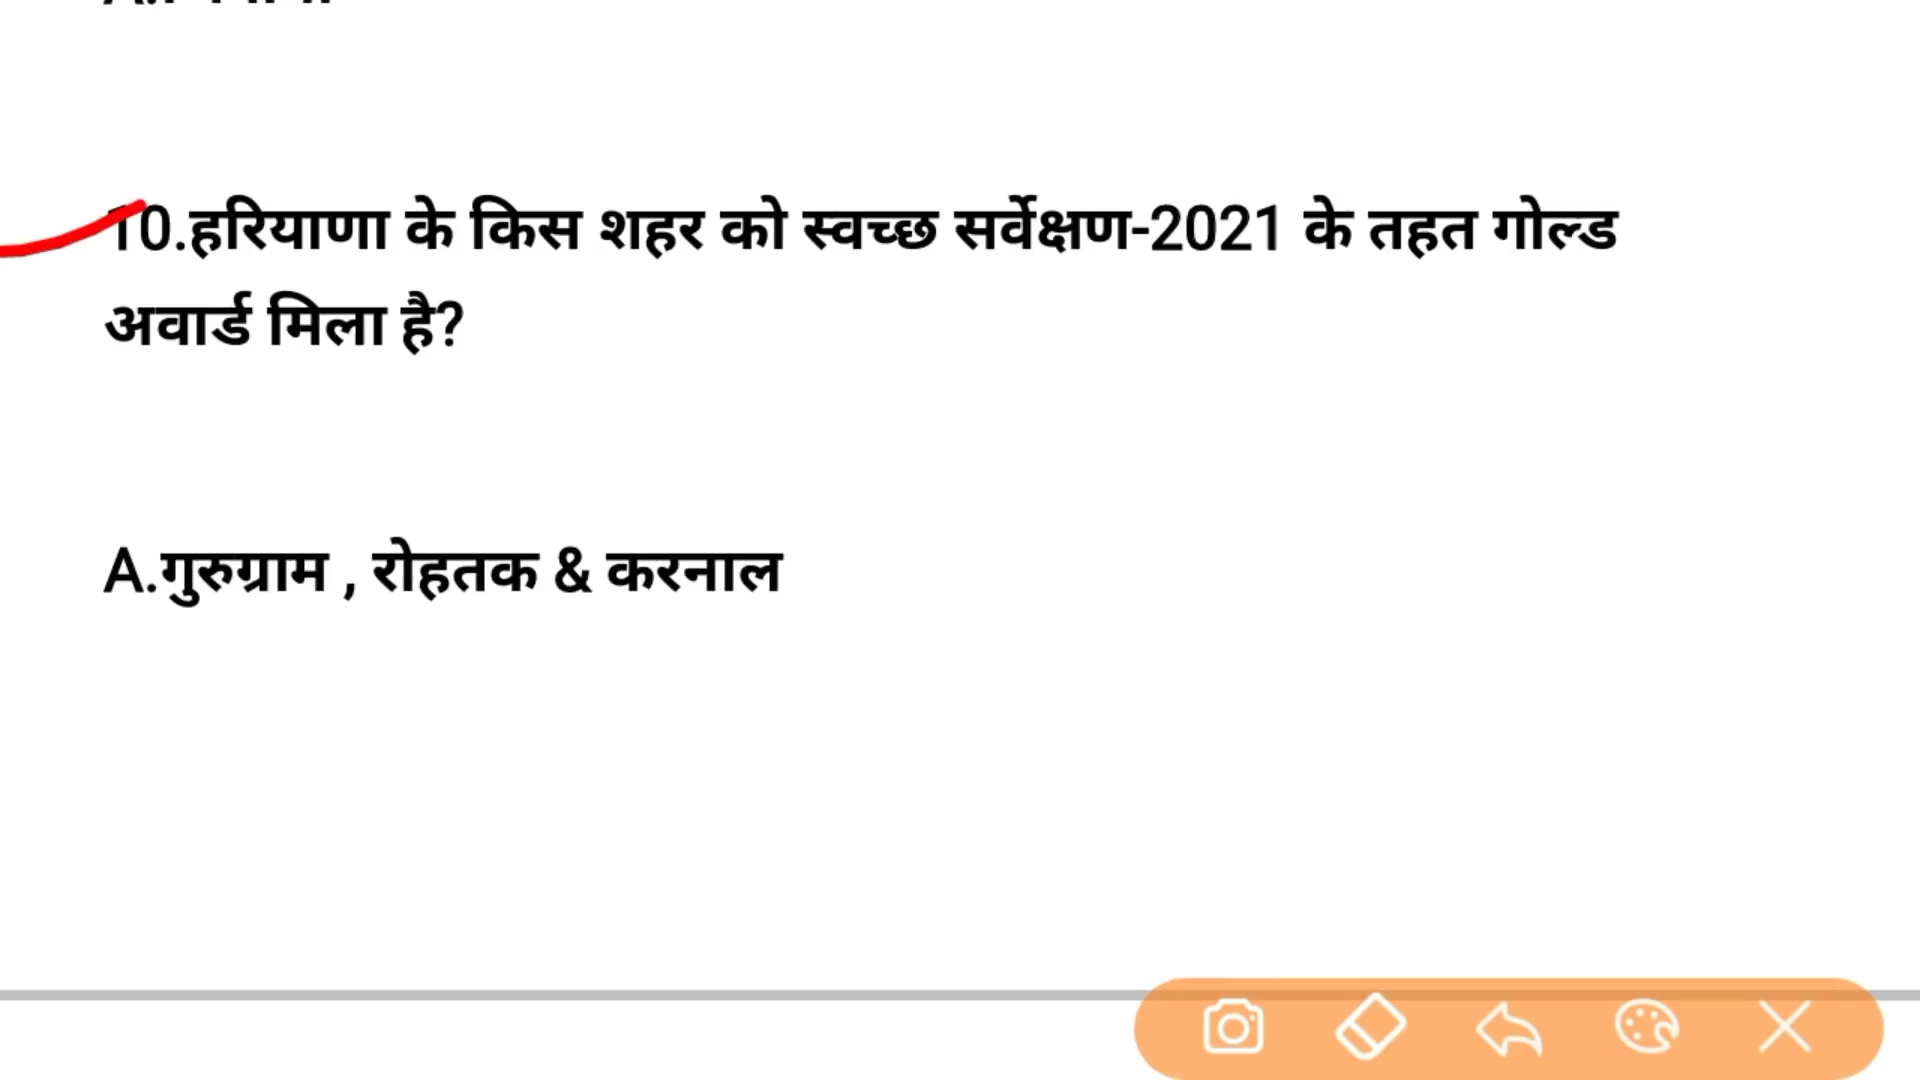 10.हरियाणा के किस शहर को स्वच्छ सर्वेक्षण-2021 के तहत गोल्ड
अवार्ड मिला है?
A.गुरुग्राम , रोहतक & करनाल